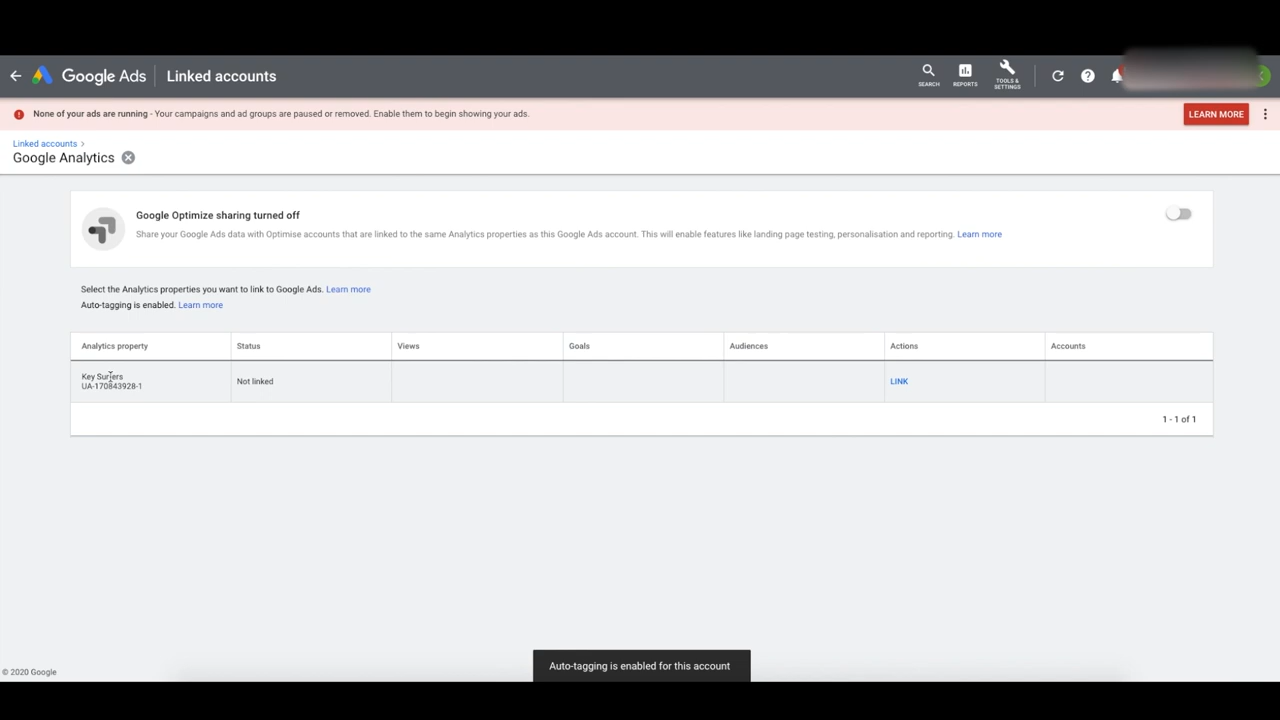 Google Ads
Linked accounts
SEARCH
REPORTS
TOOLS &
SETTINGS
None of your ads are running - Your campaigns and ad groups are paused or removed. Enable them to begin showing your ads.
LEARN MORE
Linked accounts >
Google Analytics
Google Optimize sharing turned off
Share your Google Ads data with Optimise accounts that are linked to the same Analytics properties as this Google Ads account. This will enable features like landing page testing, personalisation and reporting. Learn more
Select the Analytics properties you want to link to Google Ads. Learn more
Auto-tagging is enabled. Learn more
Analytics property Status Views Goals Audiences Actions Accounts
Key Surfers
UA-170843928-1
Not linked
LINK
1 - 1 of 1
Auto-tagging is enabled for this account
© 2020 Google